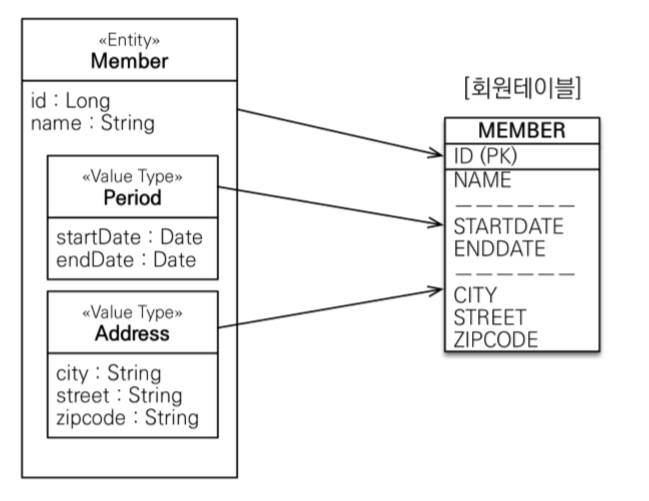 «Entity»
Member
id : Long
name : String
«Value Type»
Period
startDate : Date
endDate : Date
«Value Type»
Address
city : String
street : String
zipcode : String
[회원테이블]
MEMBER
ID (PK)
NAME
STARTDATE
ENDDATE
CITY
STREET
ZIPCODE